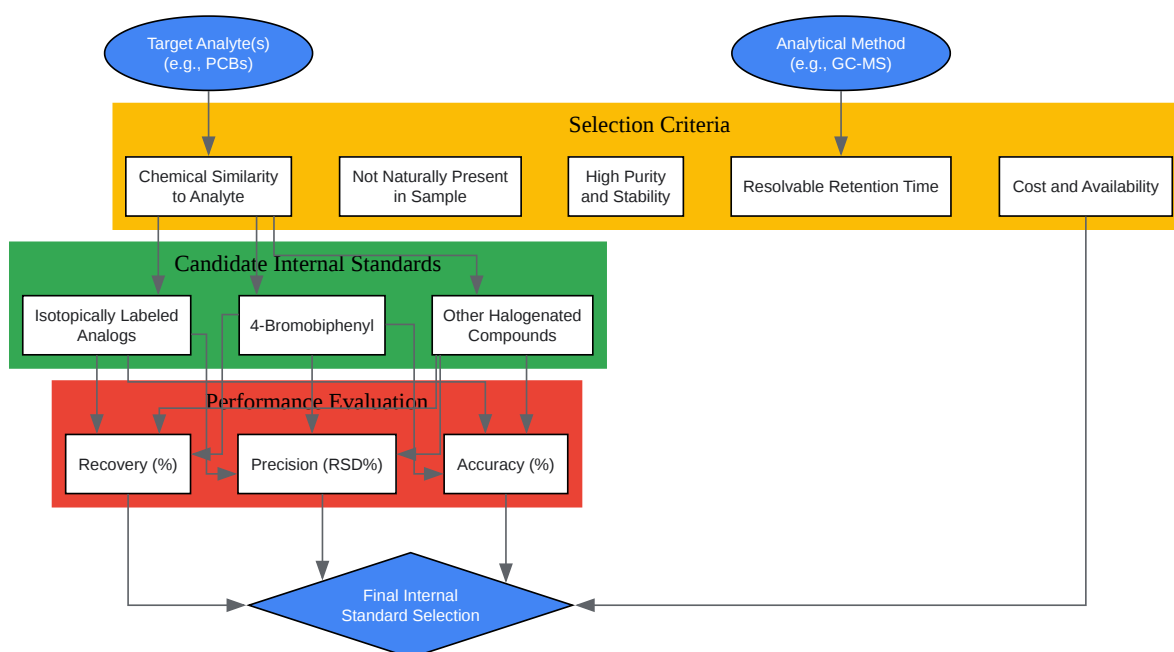 Target Analyte(s)
(e.g., PCBs)
Analytical Method
(e.g., GC-MS)
Selection Criteria
Chemical Similarity
to Analyte
Not Naturally Present
in Sample
High Purity
and Stability
Resolvable Retention Time
Cost and Availability
Candidate Internal Standards
Isotopically Labeled
Analogs
4-Bromobiphenyl
Other Halogenated
Compounds
Performance Evaluation
Recovery (%)
Precision (RSD%)
Accuracy (%)
Final Internal
Standard Selection